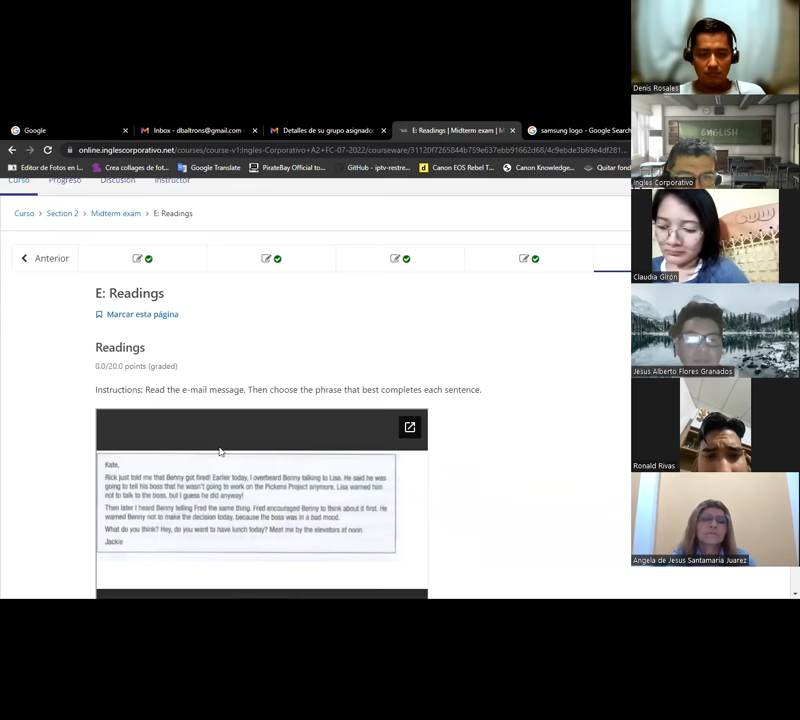 Google
Inbox - dbaltrons@gmail.com -
Detalles de su grupo asignado
E: Readings | Midterm exam | M
samsung logo - Google Search
online.inglescorporativo.net/courses/course-v1:Ingles-Corporativo+A2+FC-07-2022/courseware/31120f7265844b759e637ebb91662d68/4c9ebde3b69e4df281...
Editor de Fotos en l...
Crea collages de fot...
Google Translate
PirateBay Official to...
GitHub - iptv-restre...
Canon EOS Rebel T...
Canon Knowledge...
Quitar fond
Curso Progreso Discusión Instructor
Curso > Section 2 > Midterm exam > E: Readings
Anterior
E: Readings
Marcar esta página
Readings
0.0/20.0 points (graded)
Instructions: Read the e-mail message. Then choose the phrase that best completes each sentence.
Kate,
Rick just told me that Benny got fired! Earlier today, I overheard Benny talking to Lisa. He said he was
going to tell his boss that he wasn't going to work on the Pickens Project anymore. Lisa warned him
not to talk to the boss, but I guess he did anyway!
Then later I heard Benny telling Fred the same thing. Fred encouraged Benny to think about it first. He
warned Benny not to make the decision today, because the boss was in a bad mood.
What do you think? Hey, do you want to have lunch today? Meet me by the elevators at noon.
Jackie
Denis Rosales
ENGLISH
Ingles Corporativo
Claudia Girón
Jesus Alberto Flores Granados
Ronald Rivas
Angela de Jesus Santamaria Juarez